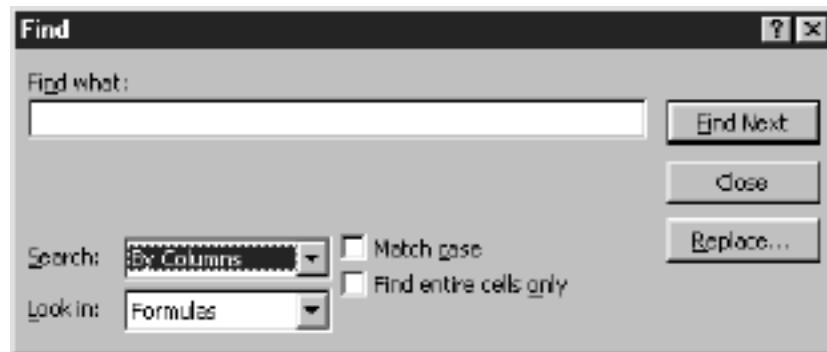 Find
Find what:
Find Next
Close
Replace...
Search: By Columns
Match case
Find entire cells only
Look in: Formulas